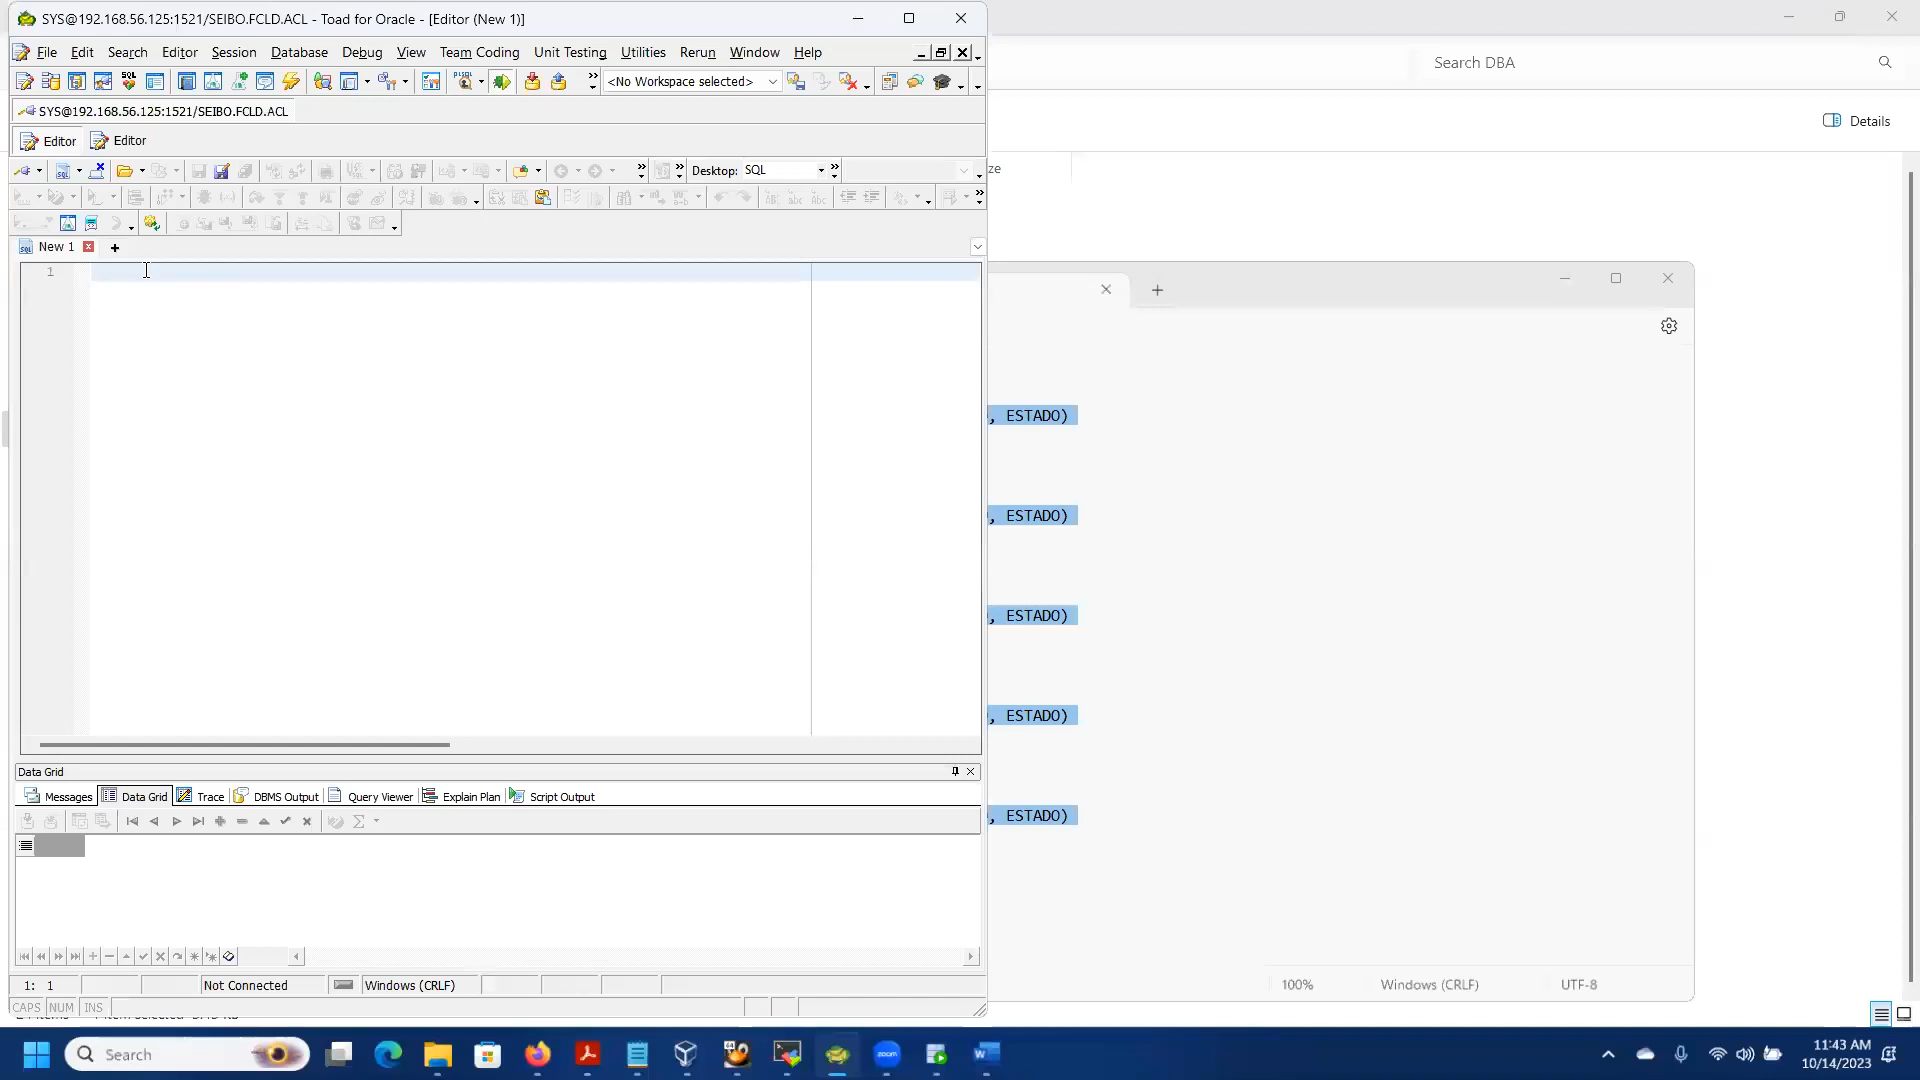 SYS@192.168.56.125:1521/SEIBO.FCLD.ACL - Toad for Oracle - [Editor (New 1)]
File Edit Search Editor Session Database Debug View Team Coding Unit Testing Utilities Rerun Window Help
Search DBA
<No Workspace selected>
SYS@192.168.56.125:1521/SEIBO.FCLD.ACL
Details
Editor Editor
Desktop: SQL
ze
New 1
1
, ESTADO)
, ESTADO)
, ESTADO)
, ESTADO)
, ESTADO)
Data Grid
Messages Data Grid Trace DBMS Output Query Viewer Explain Plan Script Output
1: 1 Not Connected Windows (CRLF)
100% Windows (CRLF) UTF-8
CAPS NUM INS
Search
11:43 AM
10/14/2023